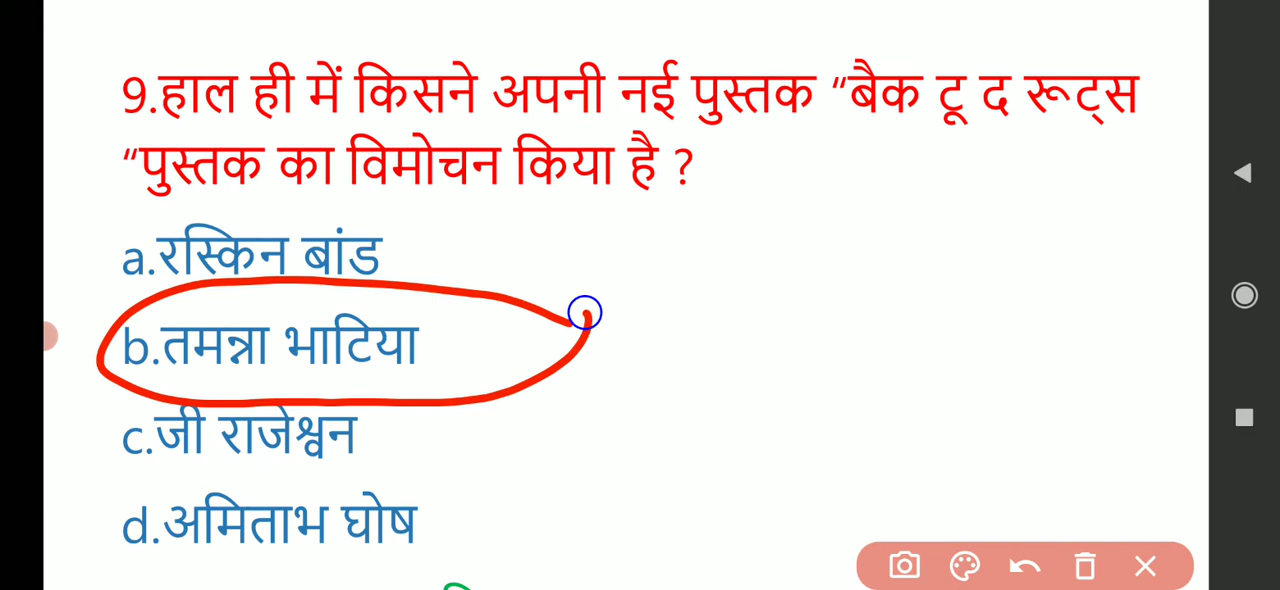 9.हाल ही में किसने अपनी नई पुस्तक “बैक टू द रूट्स
“पुस्तक का विमोचन किया है ?
a.रस्किन बांड
b.तमन्ना भाटिया
c.जी राजेश्वन
d.अमिताभ घोष